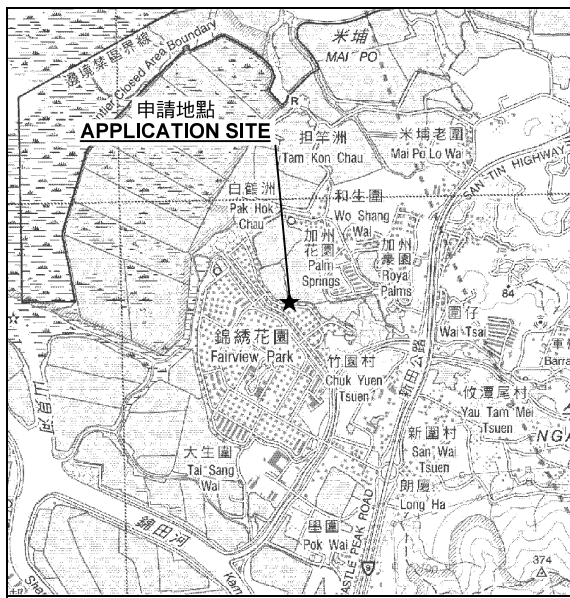 米埔
MAI PO
邊境禁區界線
Frontier Closed Area Boundary
申請地點
APPLICATION SITE
R
担竿洲
Tam Kon Chau
米埔老圍
Mai Po Lo Wai
SAN TIN HIGHWAY
白鶴洲
Pak Hok
Chau
和生圍
Wo Shang
Wai
加州
花園
Palm
Springs
加州
豪園
Royal
Palms
84
圍仔
Wai Tsai
錦綉花園
Fairview Park
竹園村
Chuk Yuen
Tsuen
新田公路
攸潭尾村
Yau Tam Mei
Tsuen
新圍村
San Wai
Tsuen
朗廈
Long Ha
大生圍
Tai Sang
Wai
錦田河
Kam
壆圍
Pok Wai
CASTLE PEAK ROAD
9
374